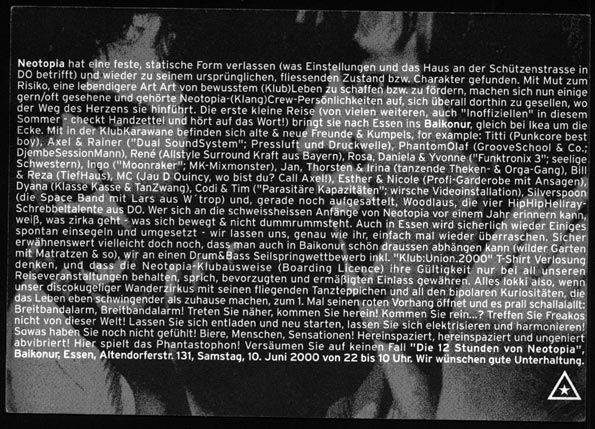 Neotopia hat eine feste, statische Form verlassen (was Einstellungen und das Haus an der Schützenstrasse in
DO betrifft) und wieder zu seinem ursprünglichen, fliessenden Zustand bzw. Charakter gefunden. Mit Mut zum
Risiko, eine lebendigere Art Art von bewusstem (Klub)Leben zu schaffen bzw. zu fördern, machen sich nun einige
gern/oft gesehene und gehörte Neotopia-(Klang)Crew-Persönlichkeiten auf, sich überall dorthin zu gesellen, wo
der Weg des Herzens sie hinführt. Die erste kleine Reise (von vielen weiteren, auch "Inoffiziellen" in diesem
Sommer - checkt Handzettel und hört auf das Wort!) bringt sie nach Essen ins Baikonur, gleich bei Ikea um die
Ecke. Mit in der KlubKarawane befinden sich alte & neue Freunde & Kumpels, for example: Titti (Punkcore best
boy), Axel & Rainer ("Dual SoundSystem"; Pressluft und Druckwelle), PhantomOlaf (GrooveSchool & Co.;
DjembeSessionMann), René (Allstyle Surround Kraft aus Bayern), Rosa, Daniela & Yvonne ("Funktronix 3"; seelige
Schwestern), Ingo ("Moonraker"; MK-Mixmonster), Jan, Thorsten & Irina (tanzende Theken- & Orga-Gang), Bill
& Reza (TiefHaus), MC (Jau D Quincy, wo bist du? Call Axel!), Esther & Nicole (Profi-Garderobe mit Ansagen),
Dyana (Klasse Kasse & TanZwang), Codi & Tim ("Parasitäre Kapazitäten"; wirsche Videoinstallation), Silverspoon
(die Space Band mit Lars aus W´trop) und, gerade noch aufgesattelt, Woodlaus, die vier HipHipHellray-
Schrebbeltalente aus DO. Wer sich an die schweissheissen Anfänge von Neotopia vor einem Jahr erinnern kann,
weiß, was zirka geht - was sich bewegt & nicht dummrummsteht. Auch in Essen wird sicherlich wieder Einiges
spontan einsegeln und umgesetzt - wir lassen uns, genau wie ihr, einfach mal wieder überraschen. Sicher
erwähnenswert vielleicht doch noch, dass man auch in Baikonur schön draussen abhängen kann (wilder Garten
mit Matratzen & so), wir an einen Drum&Bass Seilspringwettbewerb inkl. "Klub:Union.2000" T-Shirt Verlosung
denken, und dass die Neotopia-Klubausweise (Boarding Licence) ihre Gültigkeit nur bei all unseren
Reiseveranstaltungen behalten, sprich, bevorzugten und ermäßigten Einlass gewähren. Alles lokki also, wenn
unser discokugeliger Wanderzirkus mit seinen fliegenden Tanzteppichen und all den bipolaren Kuriositäten, die
das Leben eben schwingender als zuhause machen, zum 1. Mal seinen roten Vorhang öffnet und es prall schallalallt:
Breitbandalarm, Breitbandalarm! Treten Sie näher, kommen Sie herein! Kommen Sie rein...? Treffen Sie Freakos
nicht von dieser Welt! Lassen Sie sich entladen und neu starten, lassen Sie sich elektrisieren und harmonieren!
Sowas haben Sie noch nicht gefühlt! Biere, Menschen, Sensationen! Hereinspaziert, hereinspaziert und ungeniert
abvibriert! Hier spielt das Phantastophon! Versäumen Sie auf keinen Fall "Die 12 Stunden von Neotopia",
Baikonur, Essen, Altendorferstr. 131, Samstag, 10. Juni 2000 von 22 bis 10 Uhr. Wir wünschen gute Unterhaltung.